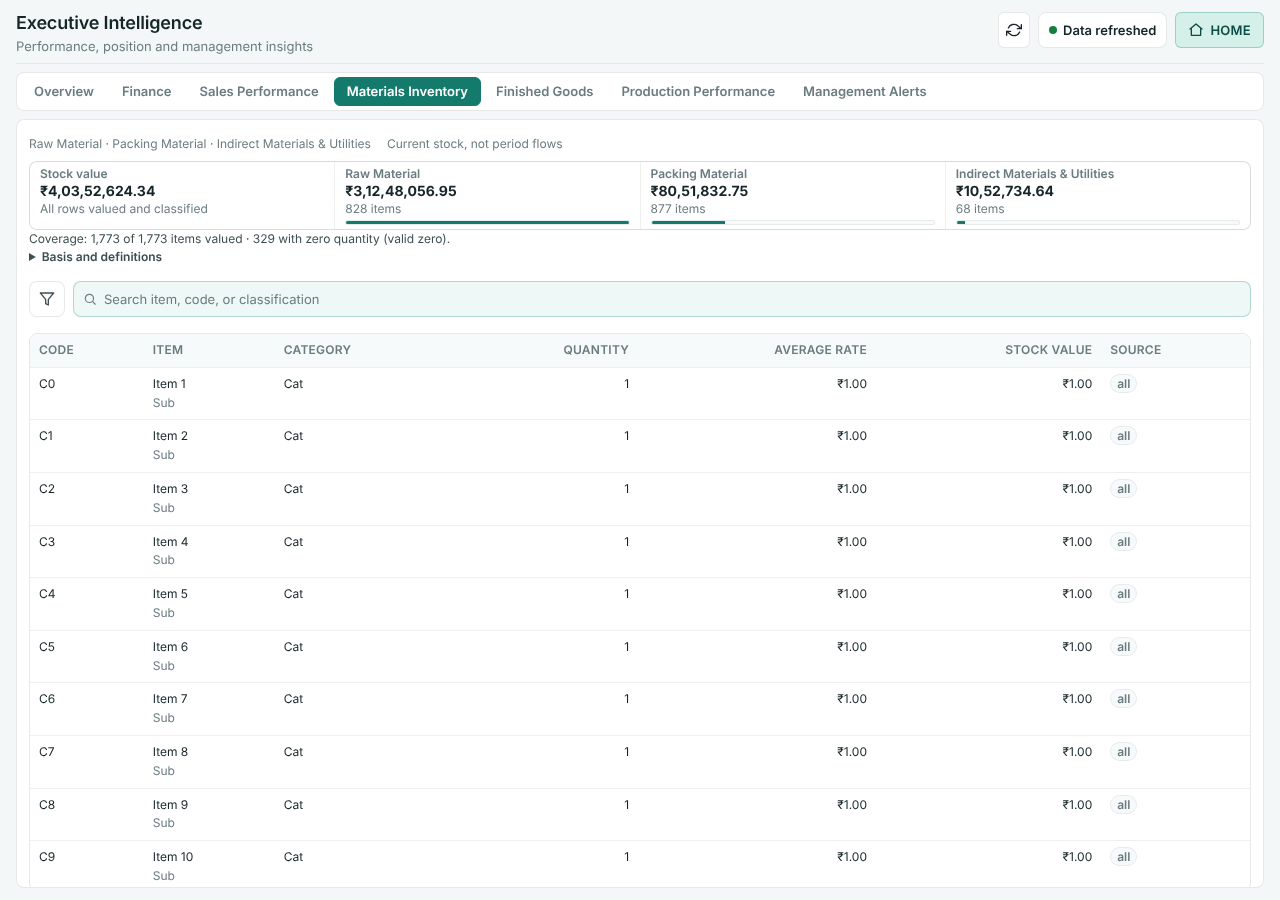 Executive Intelligence
Performance, position and management insights
Data refreshed
HOME
Overview
Finance
Sales Performance
Materials Inventory
Finished Goods
Production Performance
Management Alerts
Raw Material · Packing Material · Indirect Materials & Utilities
Current stock, not period flows
Stock value
₹4,03,52,624.34
All rows valued and classified
Raw Material
₹3,12,48,056.95
828 items
Packing Material
₹80,51,832.75
877 items
Indirect Materials & Utilities
₹10,52,734.64
68 items
Coverage: 1,773 of 1,773 items valued · 329 with zero quantity (valid zero).
Basis and definitions
Search item, code, or classification
CODE ITEM CATEGORY QUANTITY AVERAGE RATE STOCK VALUE SOURCE
C0 Item 1 Cat 1 ₹1.00 ₹1.00 all
Sub
C1 Item 2 Cat 1 ₹1.00 ₹1.00 all
Sub
C2 Item 3 Cat 1 ₹1.00 ₹1.00 all
Sub
C3 Item 4 Cat 1 ₹1.00 ₹1.00 all
Sub
C4 Item 5 Cat 1 ₹1.00 ₹1.00 all
Sub
C5 Item 6 Cat 1 ₹1.00 ₹1.00 all
Sub
C6 Item 7 Cat 1 ₹1.00 ₹1.00 all
Sub
C7 Item 8 Cat 1 ₹1.00 ₹1.00 all
Sub
C8 Item 9 Cat 1 ₹1.00 ₹1.00 all
Sub
C9 Item 10 Cat 1 ₹1.00 ₹1.00 all
Sub